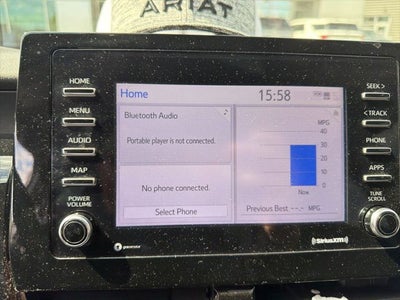 ARIAT
HOME
MENU
AUDIO
MAP
POWER
VOLUME
Home
15:58
Bluetooth Audio
Portable player is not connected.
No phone connected.
Select Phone
MPG
40
30
20
10
0
Now
Previous Best --.- MPG
SEEK >
< TRACK
PHONE
APPS
TUNE
SCROLL
SiriusXM